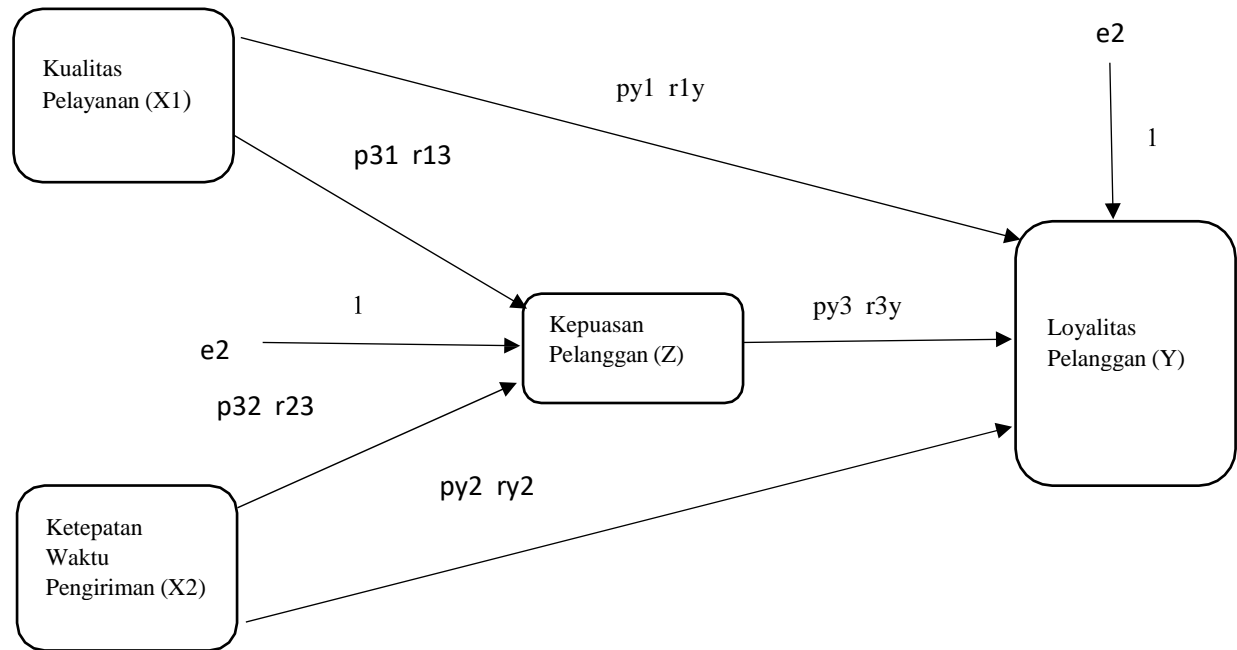 Kualitas
Pelayanan (X1)
e2
py1 r1y
1
p31 r13
1
e2
Kepuasan
Pelanggan (Z)
py3 r3y
Loyalitas
Pelanggan (Y)
p32 r23
py2 ry2
Ketepatan
Waktu
Pengiriman (X2)